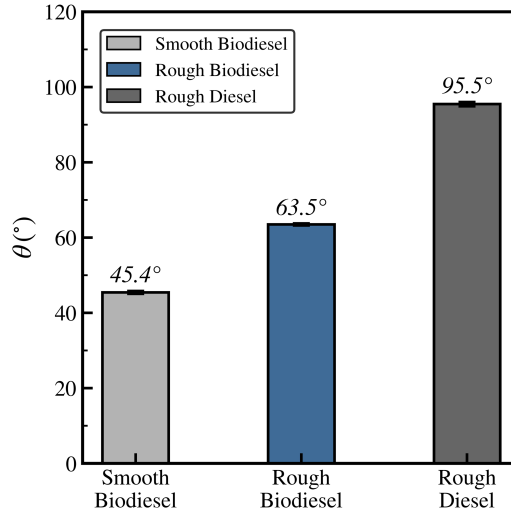 120
100
80
60
40
20
0
θ (°)
Smooth Biodiesel
Rough Biodiesel
Rough Diesel
45.4°
63.5°
95.5°
Smooth
Biodiesel
Rough
Biodiesel
Rough
Diesel